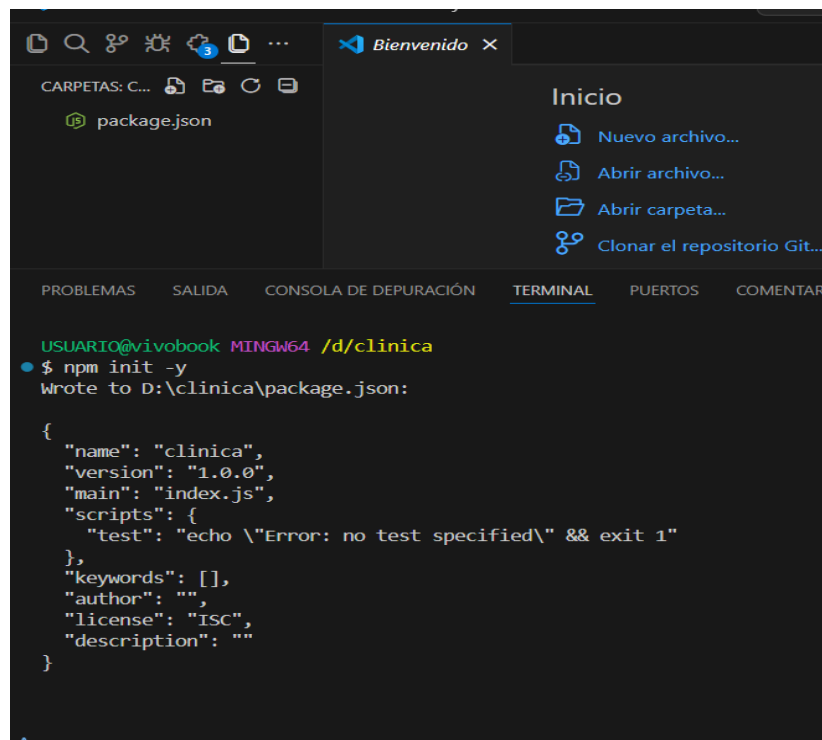 3
Bienvenido
CARPETAS: C...
package.json
Inicio
Nuevo archivo...
Abrir archivo...
Abrir carpeta...
Clonar el repositorio Git...
PROBLEMAS SALIDA CONSOLA DE DEPURACIÓN TERMINAL PUERTOS COMENTAR
USUARIO@vivobook MINGW64 /d/clinica
$ npm init -y
Wrote to D:\clinica\package.json:
{
"name": "clinica",
"version": "1.0.0",
"main": "index.js",
"scripts": {
"test": "echo \"Error: no test specified\" && exit 1"
},
"keywords": [],
"author": "",
"license": "ISC",
"description": ""
}